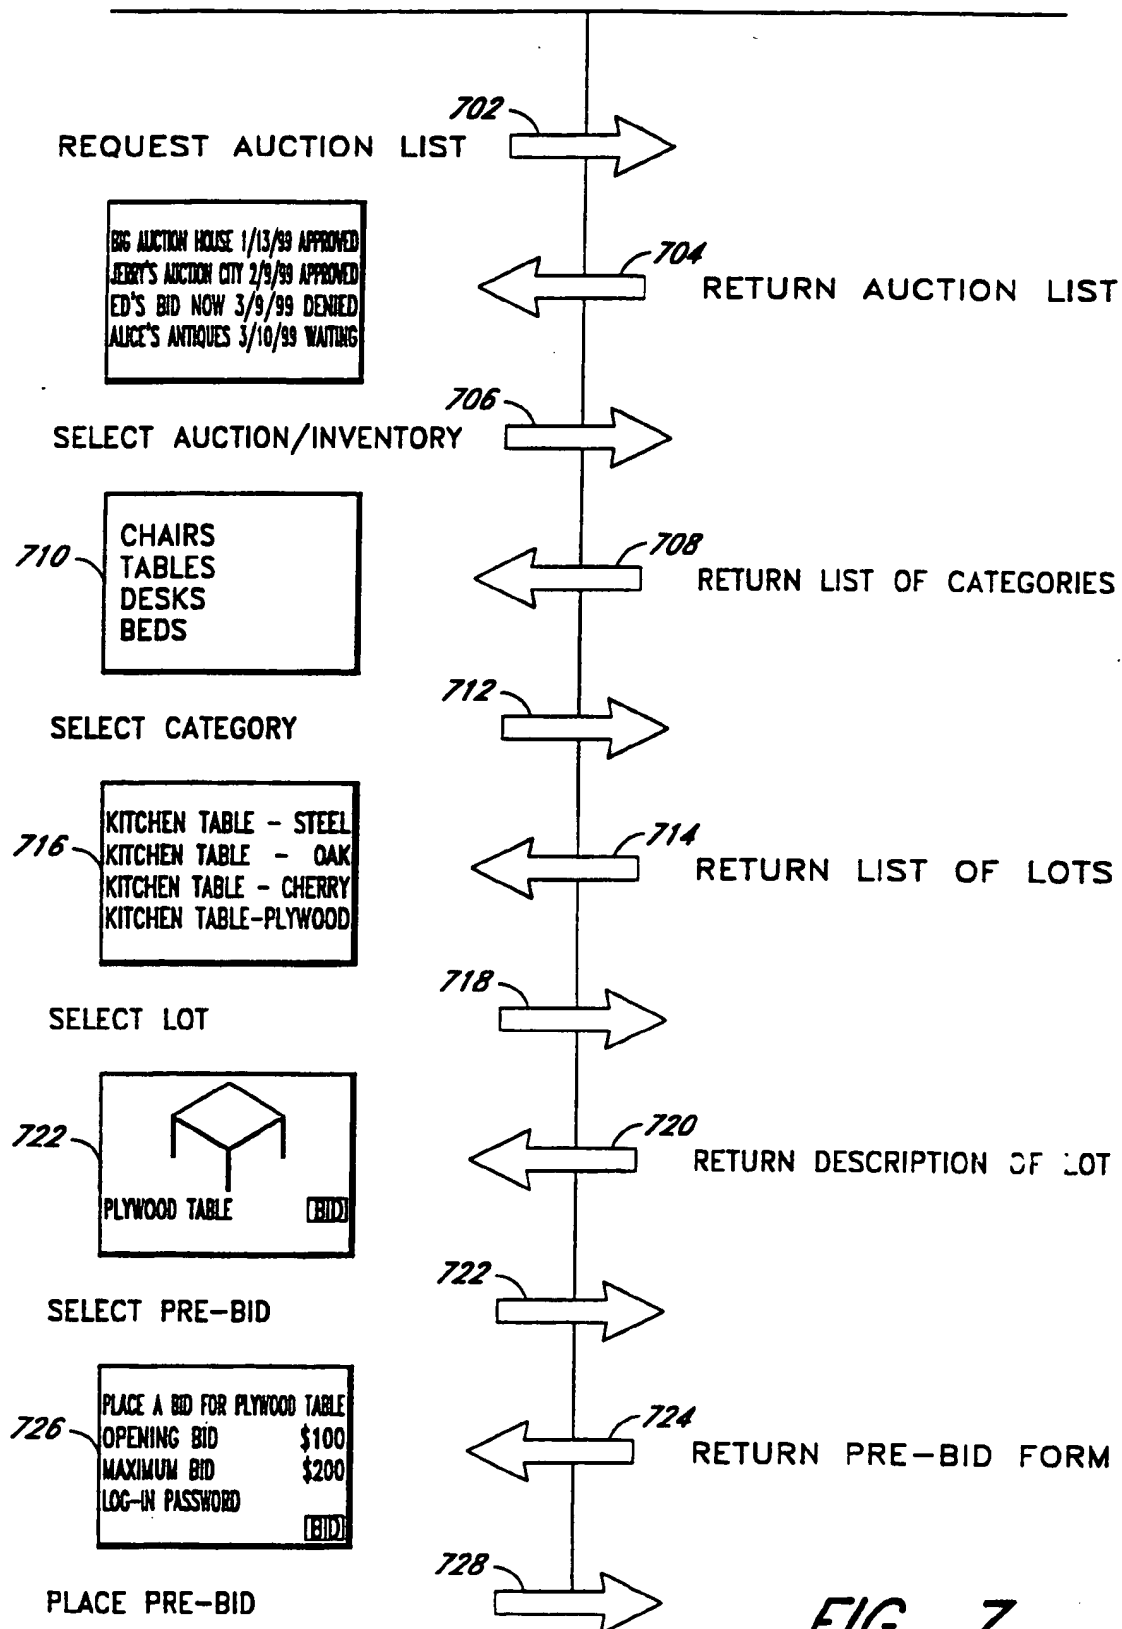 702
REQUEST AUCTION LIST
BIG AUCTION HOUSE 1/13/99 APPROVED
JERRY'S AUCTION CITY 2/9/99 APPROVED
ED'S BID NOW 3/9/99 DENIED
ALICE'S ANTIQUES 3/10/99 WAITING
704
RETURN AUCTION LIST
706
SELECT AUCTION/INVENTORY
710
CHAIRS
TABLES
DESKS
BEDS
708
RETURN LIST OF CATEGORIES
712
SELECT CATEGORY
716
KITCHEN TABLE - STEEL
KITCHEN TABLE - OAK
KITCHEN TABLE - CHERRY
KITCHEN TABLE-PLYWOOD
714
RETURN LIST OF LOTS
718
SELECT LOT
722
PLYWOOD TABLE BID
720
RETURN DESCRIPTION OF LOT
722
SELECT PRE-BID
726
PLACE A BID FOR PLYWOOD TABLE
OPENING BID $100
MAXIMUM BID $200
LOG-IN PASSWORD
BID
724
RETURN PRE-BID FORM
728
PLACE PRE-BID
FIG. 7